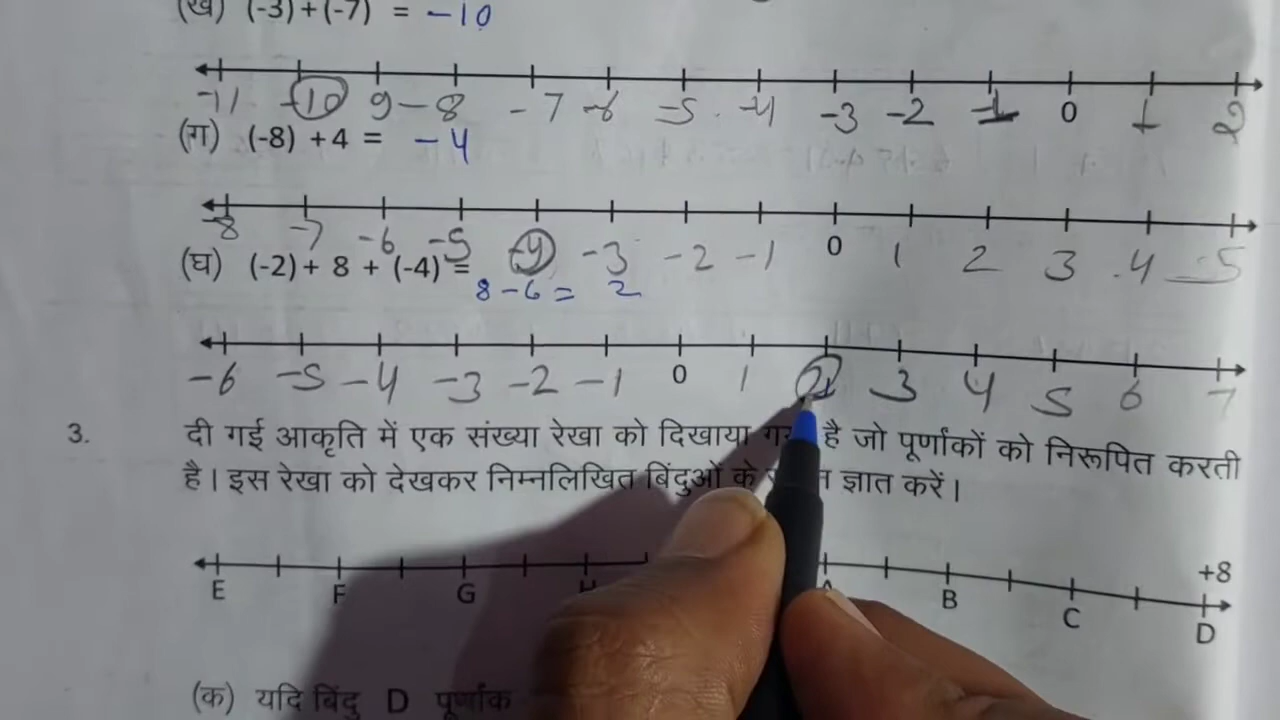 (ख) (-3)+(-7) = -10
-11 -10 9- -8 -7 -6 -5 -4 -3 -2 -1 0 1 2
(ग) (-8) +4 = -4
-8 -7 -6 -5 -4 -3 -2 -1 0 1 2 3 4 5
(घ) (-2)+ 8 + (-4) =
8-6= 2
-6 -5 -4 -3 -2 -1 0 1 2 3 4 5 6 7
3. दी गई आकृति में एक संख्या रेखा को दिखाया है जो पूर्णांकों को निरूपित करती
है। इस रेखा को देखकर निम्नलिखित बिंदुओं के ज्ञात करें।
+8
E F G H A B C D
(क) यदि बिंदु D पूर्णांक